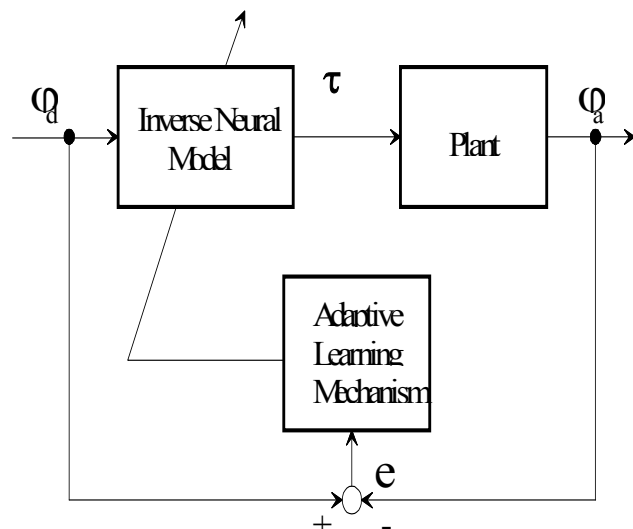 φd
Inverse Neural
Model
τ
Plant
φa
Adaptive
Learning
Mechanism
e
+ -